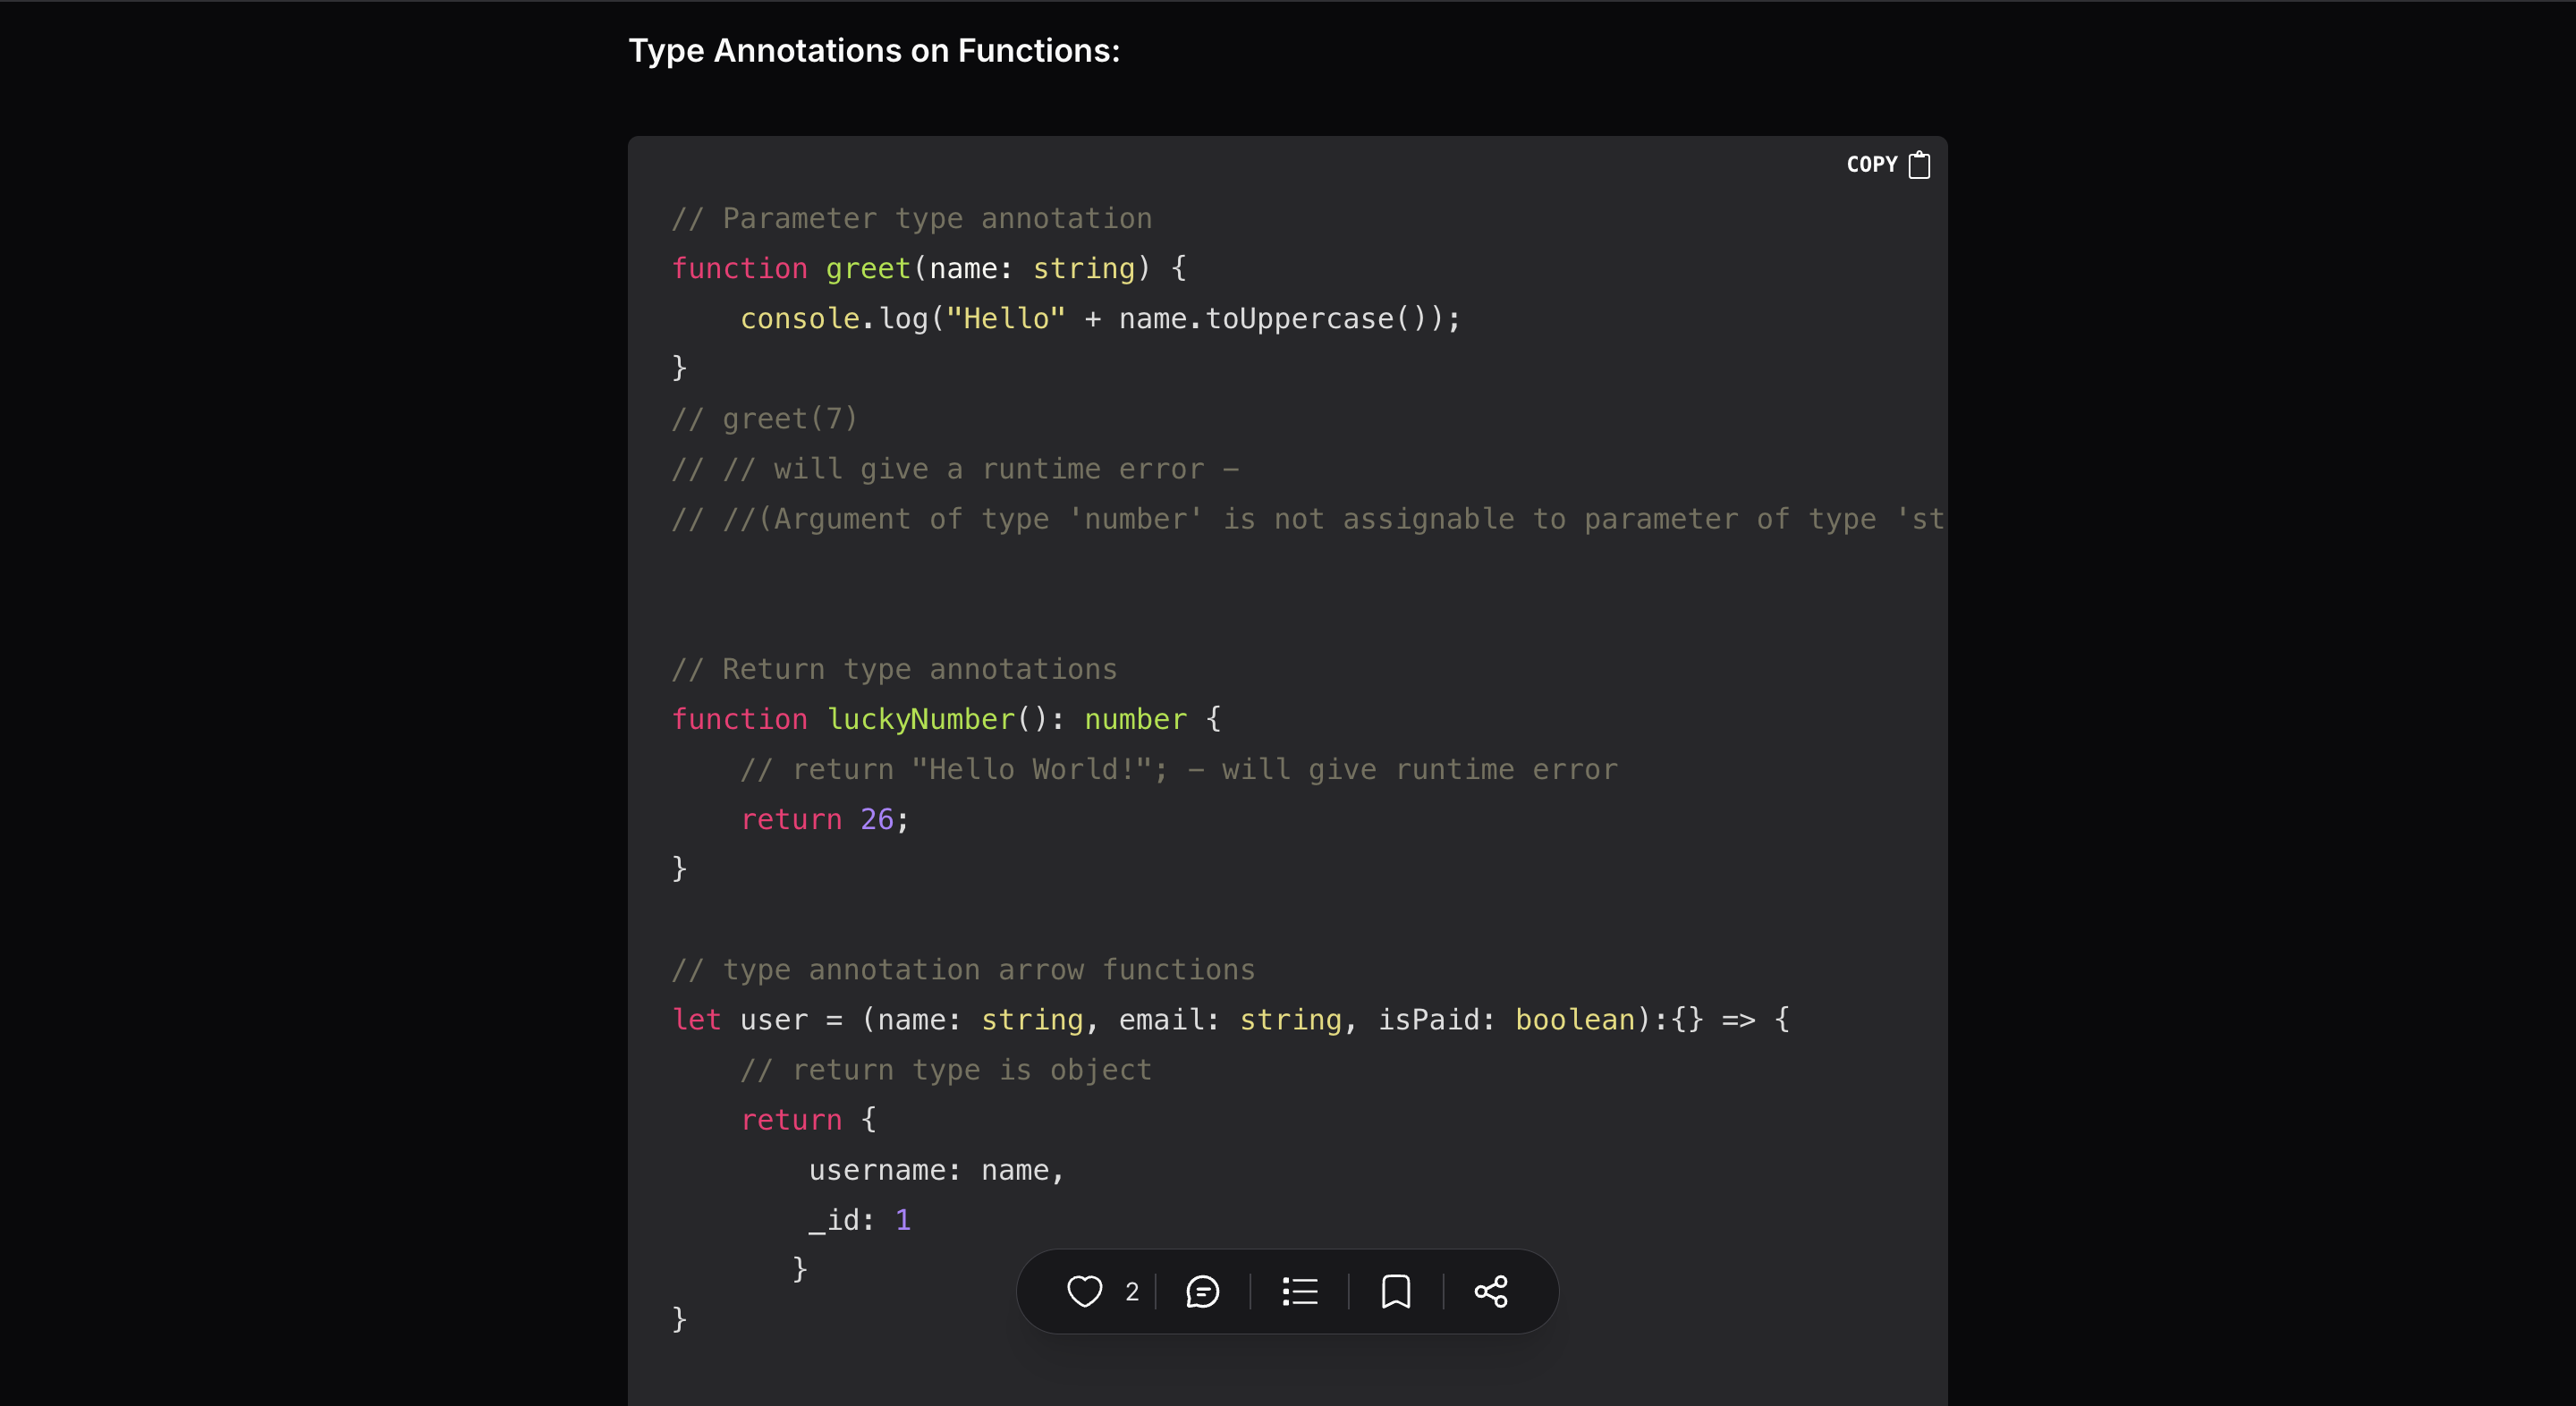 Type Annotations on Functions:
COPY
// Parameter type annotation
function greet(name: string) {
    console.log("Hello" + name.toUppercase());
}
// greet(7)
// // will give a runtime error —
// //(Argument of type 'number' is not assignable to parameter of type 'st
// Return type annotations
function luckyNumber(): number {
    // return "Hello World!"; — will give runtime error
    return 26;
}
// type annotation arrow functions
let user = (name: string, email: string, isPaid: boolean):{} => {
    // return type is object
    return {
        username: name,
        _id: 1
       }
}
2